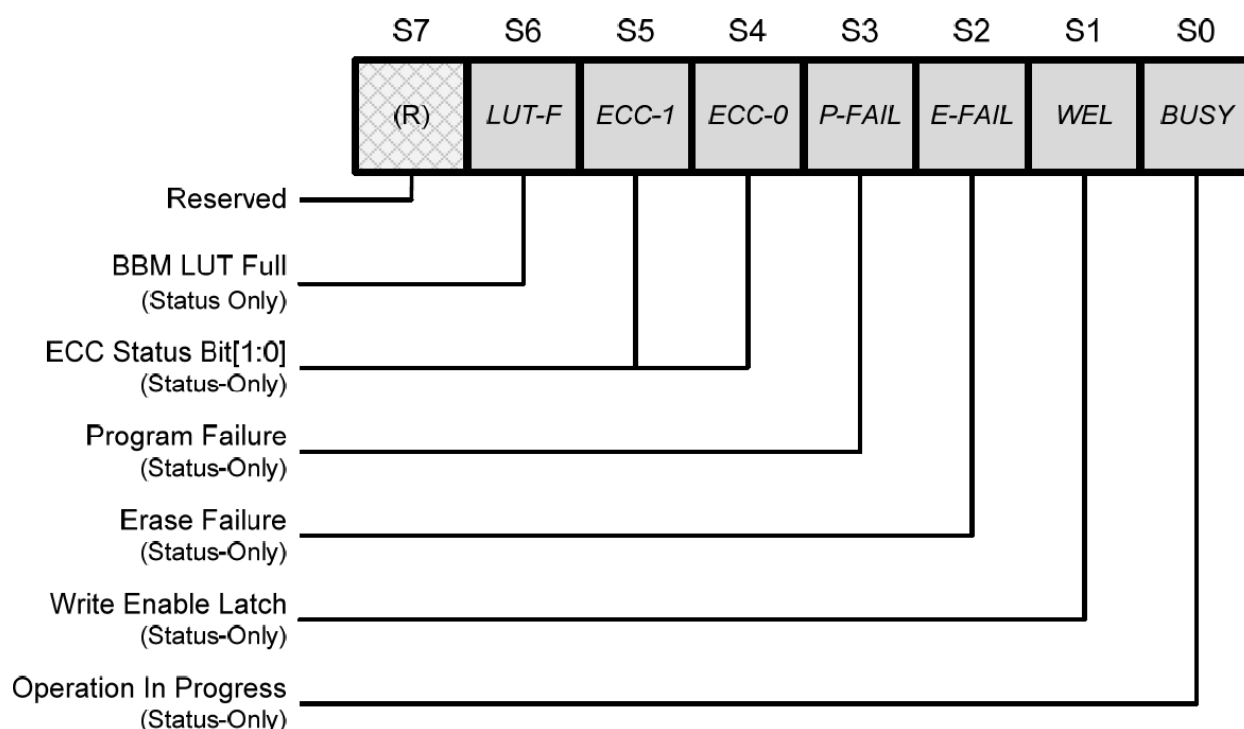 S7 S6 S5 S4 S3 S2 S1 S0
(R) LUT-F ECC-1 ECC-0 P-FAIL E-FAIL WEL BUSY
Reserved
BBM LUT Full
(Status Only)
ECC Status Bit[1:0]
(Status-Only)
Program Failure
(Status-Only)
Erase Failure
(Status-Only)
Write Enable Latch
(Status-Only)
Operation In Progress
(Status-Only)